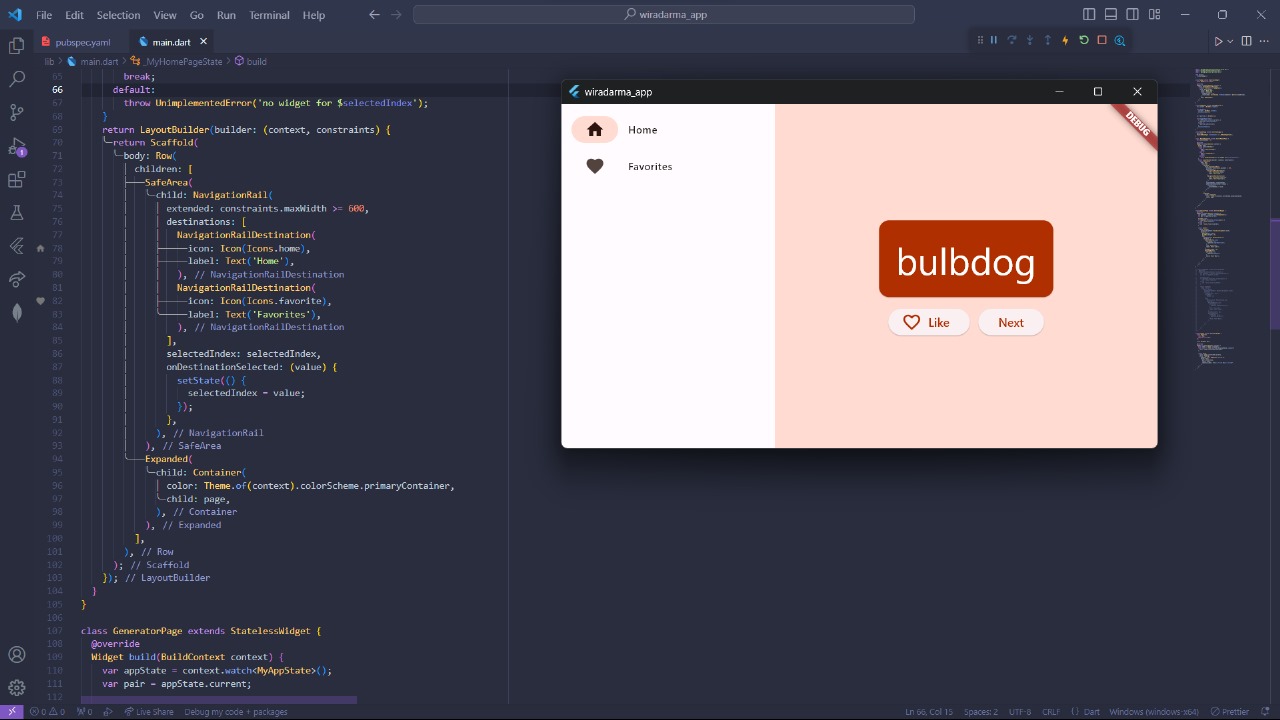 File Edit Selection View Go Run Terminal Help
wiradarma_app
pubspec.yaml
main.dart
lib > main.dart > _MyHomePageState > build
65 break;
66 default:
67 throw UnimplementedError('no widget for $selectedIndex');
68 }
69 return LayoutBuilder(builder: (context, constraints) {
70 return Scaffold(
71 body: Row(
72 children: [
73 SafeArea(
74 child: NavigationRail(
75 extended: constraints.maxWidth >= 600,
76 destinations: [
77 NavigationRailDestination(
78 icon: Icon(Icons.home),
79 label: Text('Home'),
80 ), // NavigationRailDestination
81 NavigationRailDestination(
82 icon: Icon(Icons.favorite),
83 label: Text('Favorites'),
84 ), // NavigationRailDestination
85 ],
86 selectedIndex: selectedIndex,
87 onDestinationSelected: (value) {
88 setState(() {
89 selectedIndex = value;
90 });
91 },
92 ), // NavigationRail
93 ), // SafeArea
94 Expanded(
95 child: Container(
96 color: Theme.of(context).colorScheme.primaryContainer,
97 child: page,
98 ), // Container
99 ), // Expanded
100 ],
101 ), // Row
102 ); // Scaffold
103 }); // LayoutBuilder
104 }
105 }
106
107 class GeneratorPage extends StatelessWidget {
108 @override
109 Widget build(BuildContext context) {
110 var appState = context.watch<MyAppState>();
111 var pair = appState.current;
112
wiradarma_app
DEBUG
Home
Favorites
bulbdog
Like Next
1
0 0 0 Live Share Debug my code + packages
Ln 66, Col 15 Spaces: 2 UTF-8 CRLF {} Dart Windows (windows-x64) Prettier